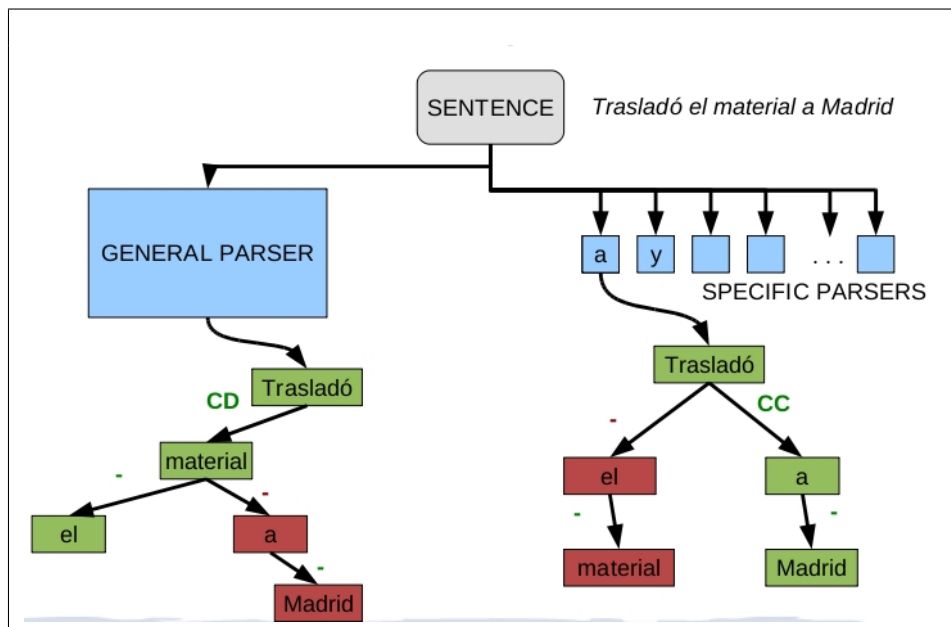 SENTENCE
Trasladó el material a Madrid
GENERAL PARSER
a
y
. . .
SPECIFIC PARSERS
Trasladó
CD
material
-
-
el
a
-
Madrid
Trasladó
-
CC
el
a
-
-
material
Madrid